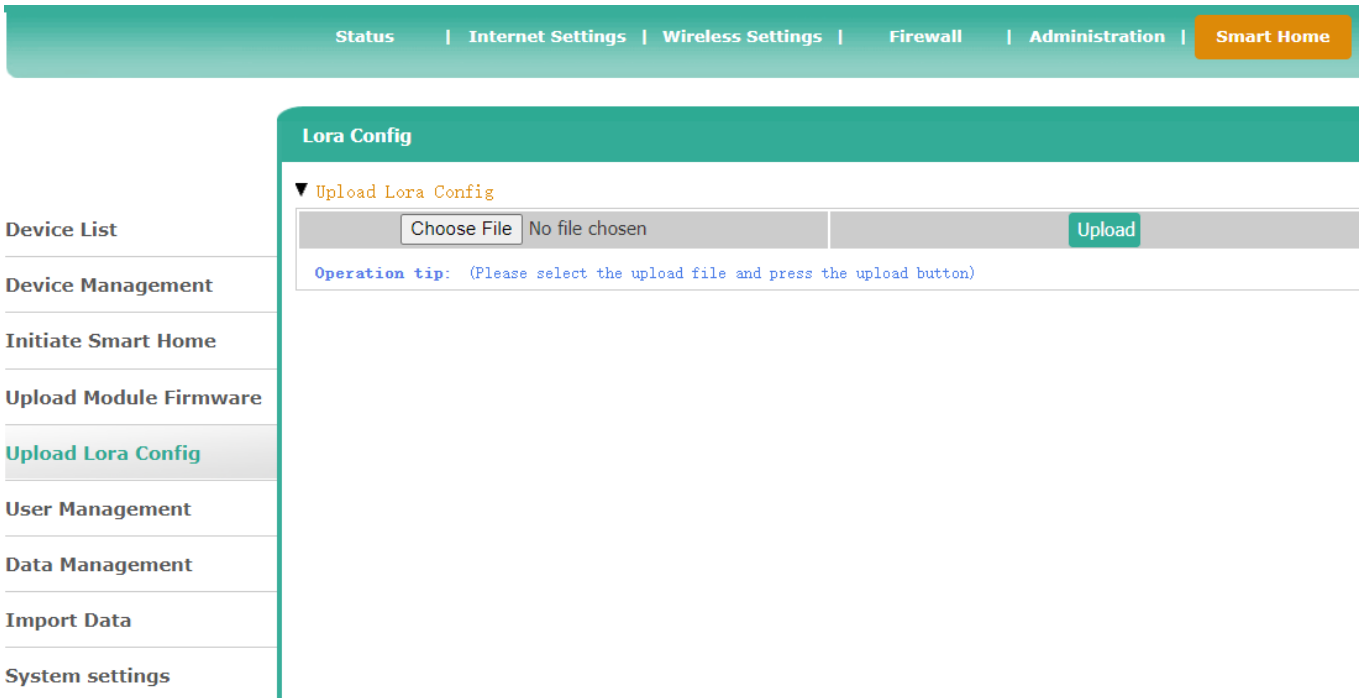 Status | Internet Settings | Wireless Settings | Firewall | Administration | Smart Home
Lora Config
▼ Upload Lora Config
Choose File No file chosen Upload
Operation tip: (Please select the upload file and press the upload button)
Device List
Device Management
Initiate Smart Home
Upload Module Firmware
Upload Lora Config
User Management
Data Management
Import Data
System settings